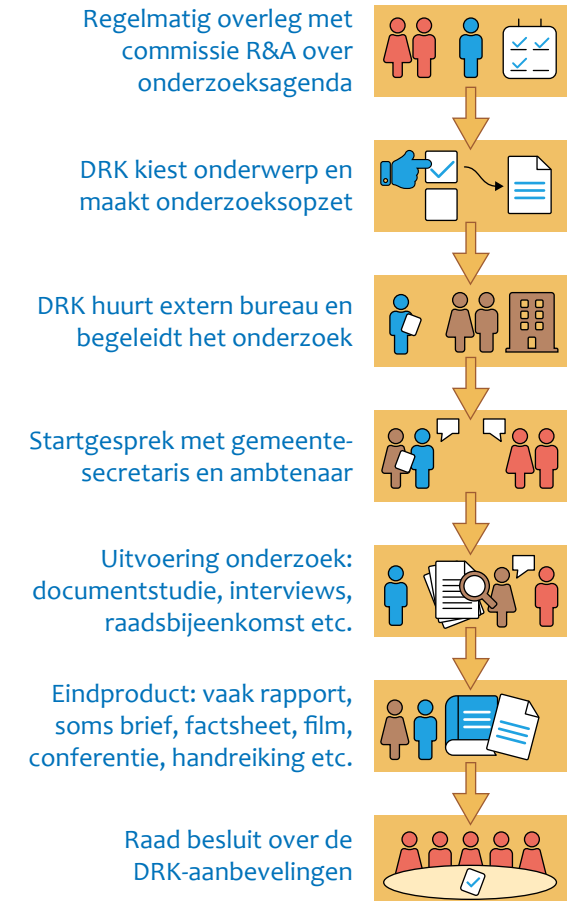 Regelmatig overleg met
commissie R&A over
onderzoeksagenda
DRK kiest onderwerp en
maakt onderzoeksopzet
DRK huurt extern bureau en
begeleidt het onderzoek
Startgesprek met gemeente-
secretaris en ambtenaar
Uitvoering onderzoek:
documentstudie, interviews,
raadsbijeenkomst etc.
Eindproduct: vaak rapport,
soms brief, factsheet, film,
conferentie, handreiking etc.
Raad besluit over de
DRK-aanbevelingen